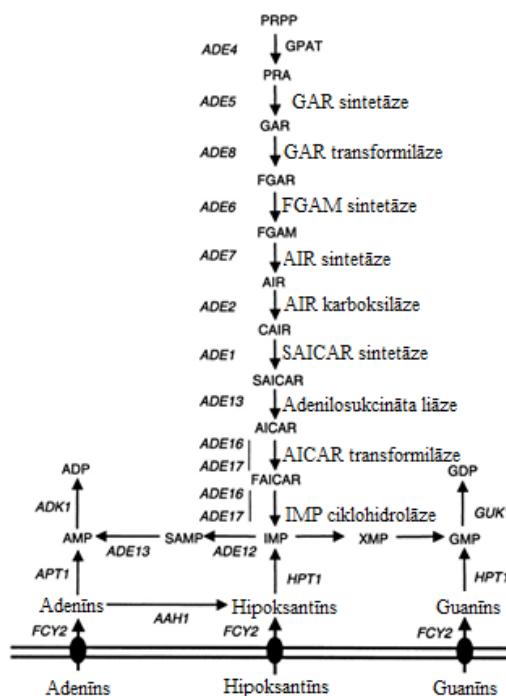 PRPP
ADE4 GPAT
PRA
ADE5 GAR sintetāze
GAR
ADE8 GAR transformilāze
FGAR
ADE6 FGAM sintetāze
FGAM
ADE7 AIR sintetāze
AIR
ADE2 AIR karboksilāze
CAIR
ADE1 SAICAR sintetāze
SAICAR
ADE13 Adenilosukcināta liāze
AICAR
ADE16
ADE17 AICAR transformilāze
ADP FAICAR GDP
ADE16
ADK1 ADE17 IMP ciklohidrolāze GUK
AMP SAMP IMP XMP GMP
ADE13 ADE12
APT1 HPT1 HPT1
Adenīns Hipoksantīns Guanīns
AAH1
FCY2 FCY2 FCY2
Adenīns Hipoksantīns Guanīns